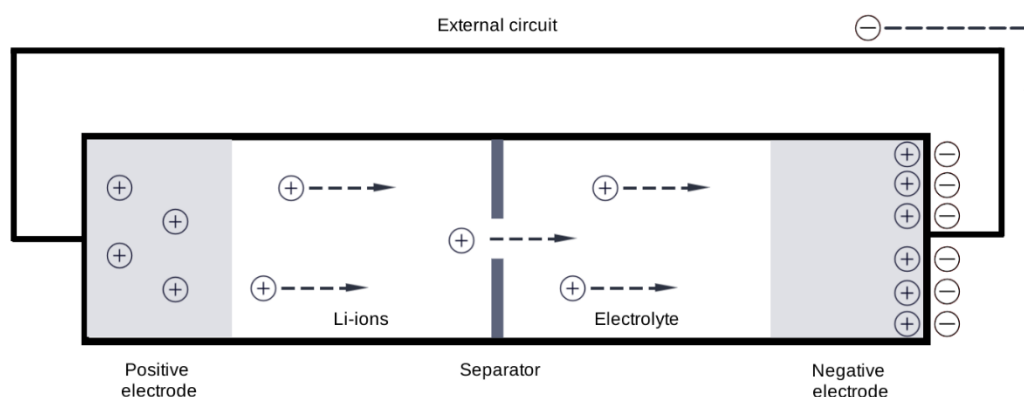 External circuit
Li-ions
Electrolyte
Positive
electrode
Separator
Negative
electrode